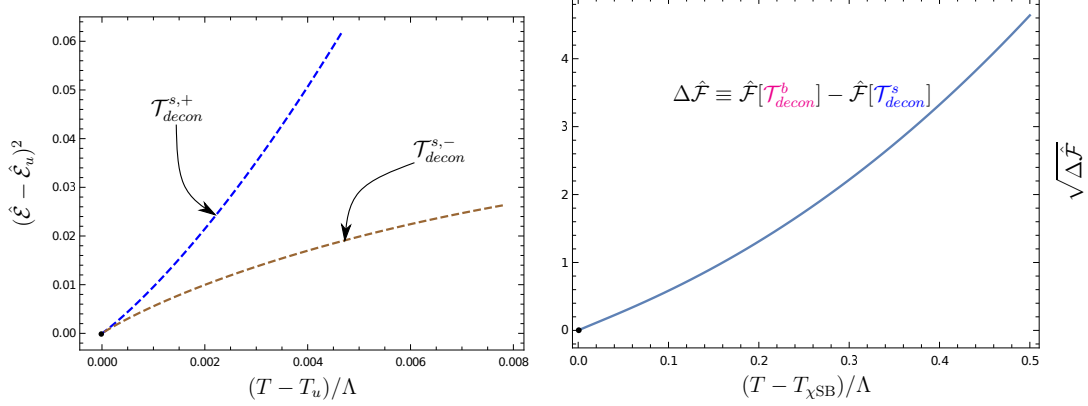 0.06
0.05
0.04
0.03
0.02
0.01
0.00
(Ê − Ê_u)²
𝒯^{s,+}_{decon}
𝒯^{s,−}_{decon}
0.000 0.002 0.004 0.006 0.008
(T − T_u)/Λ
4
3
2
1
0
Δℱ̂ ≡ ℱ̂[𝒯^b_{decon}] − ℱ̂[𝒯^s_{decon}]
√Δℱ̂
0.0 0.1 0.2 0.3 0.4 0.5
(T − T_{χSB})/Λ